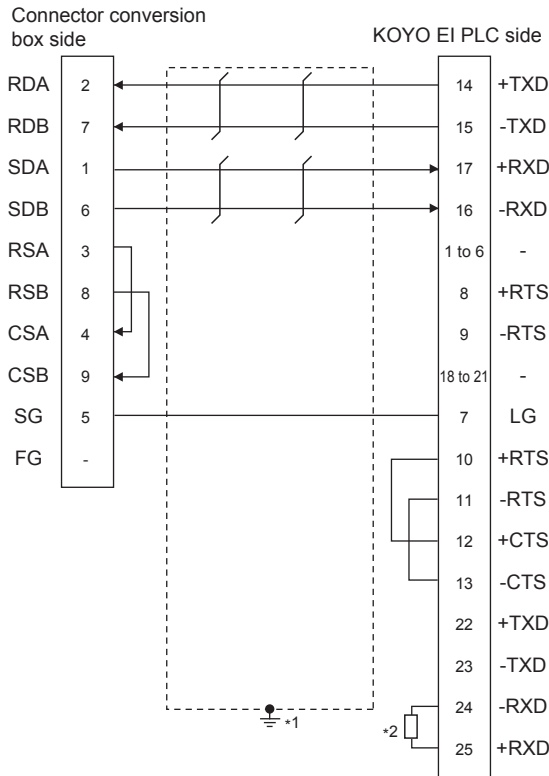 Connector conversion
box side
KOYO EI PLC side
RDA 2 14 +TXD
RDB 7 15 -TXD
SDA 1 17 +RXD
SDB 6 16 -RXD
RSA 3 1 to 6 -
RSB 8 8 +RTS
CSA 4 9 -RTS
CSB 9 18 to 21 -
SG 5 7 LG
FG - 10 +RTS
11 -RTS
12 +CTS
13 -CTS
22 +TXD
23 -TXD
*1 24 -RXD
*2 25 +RXD